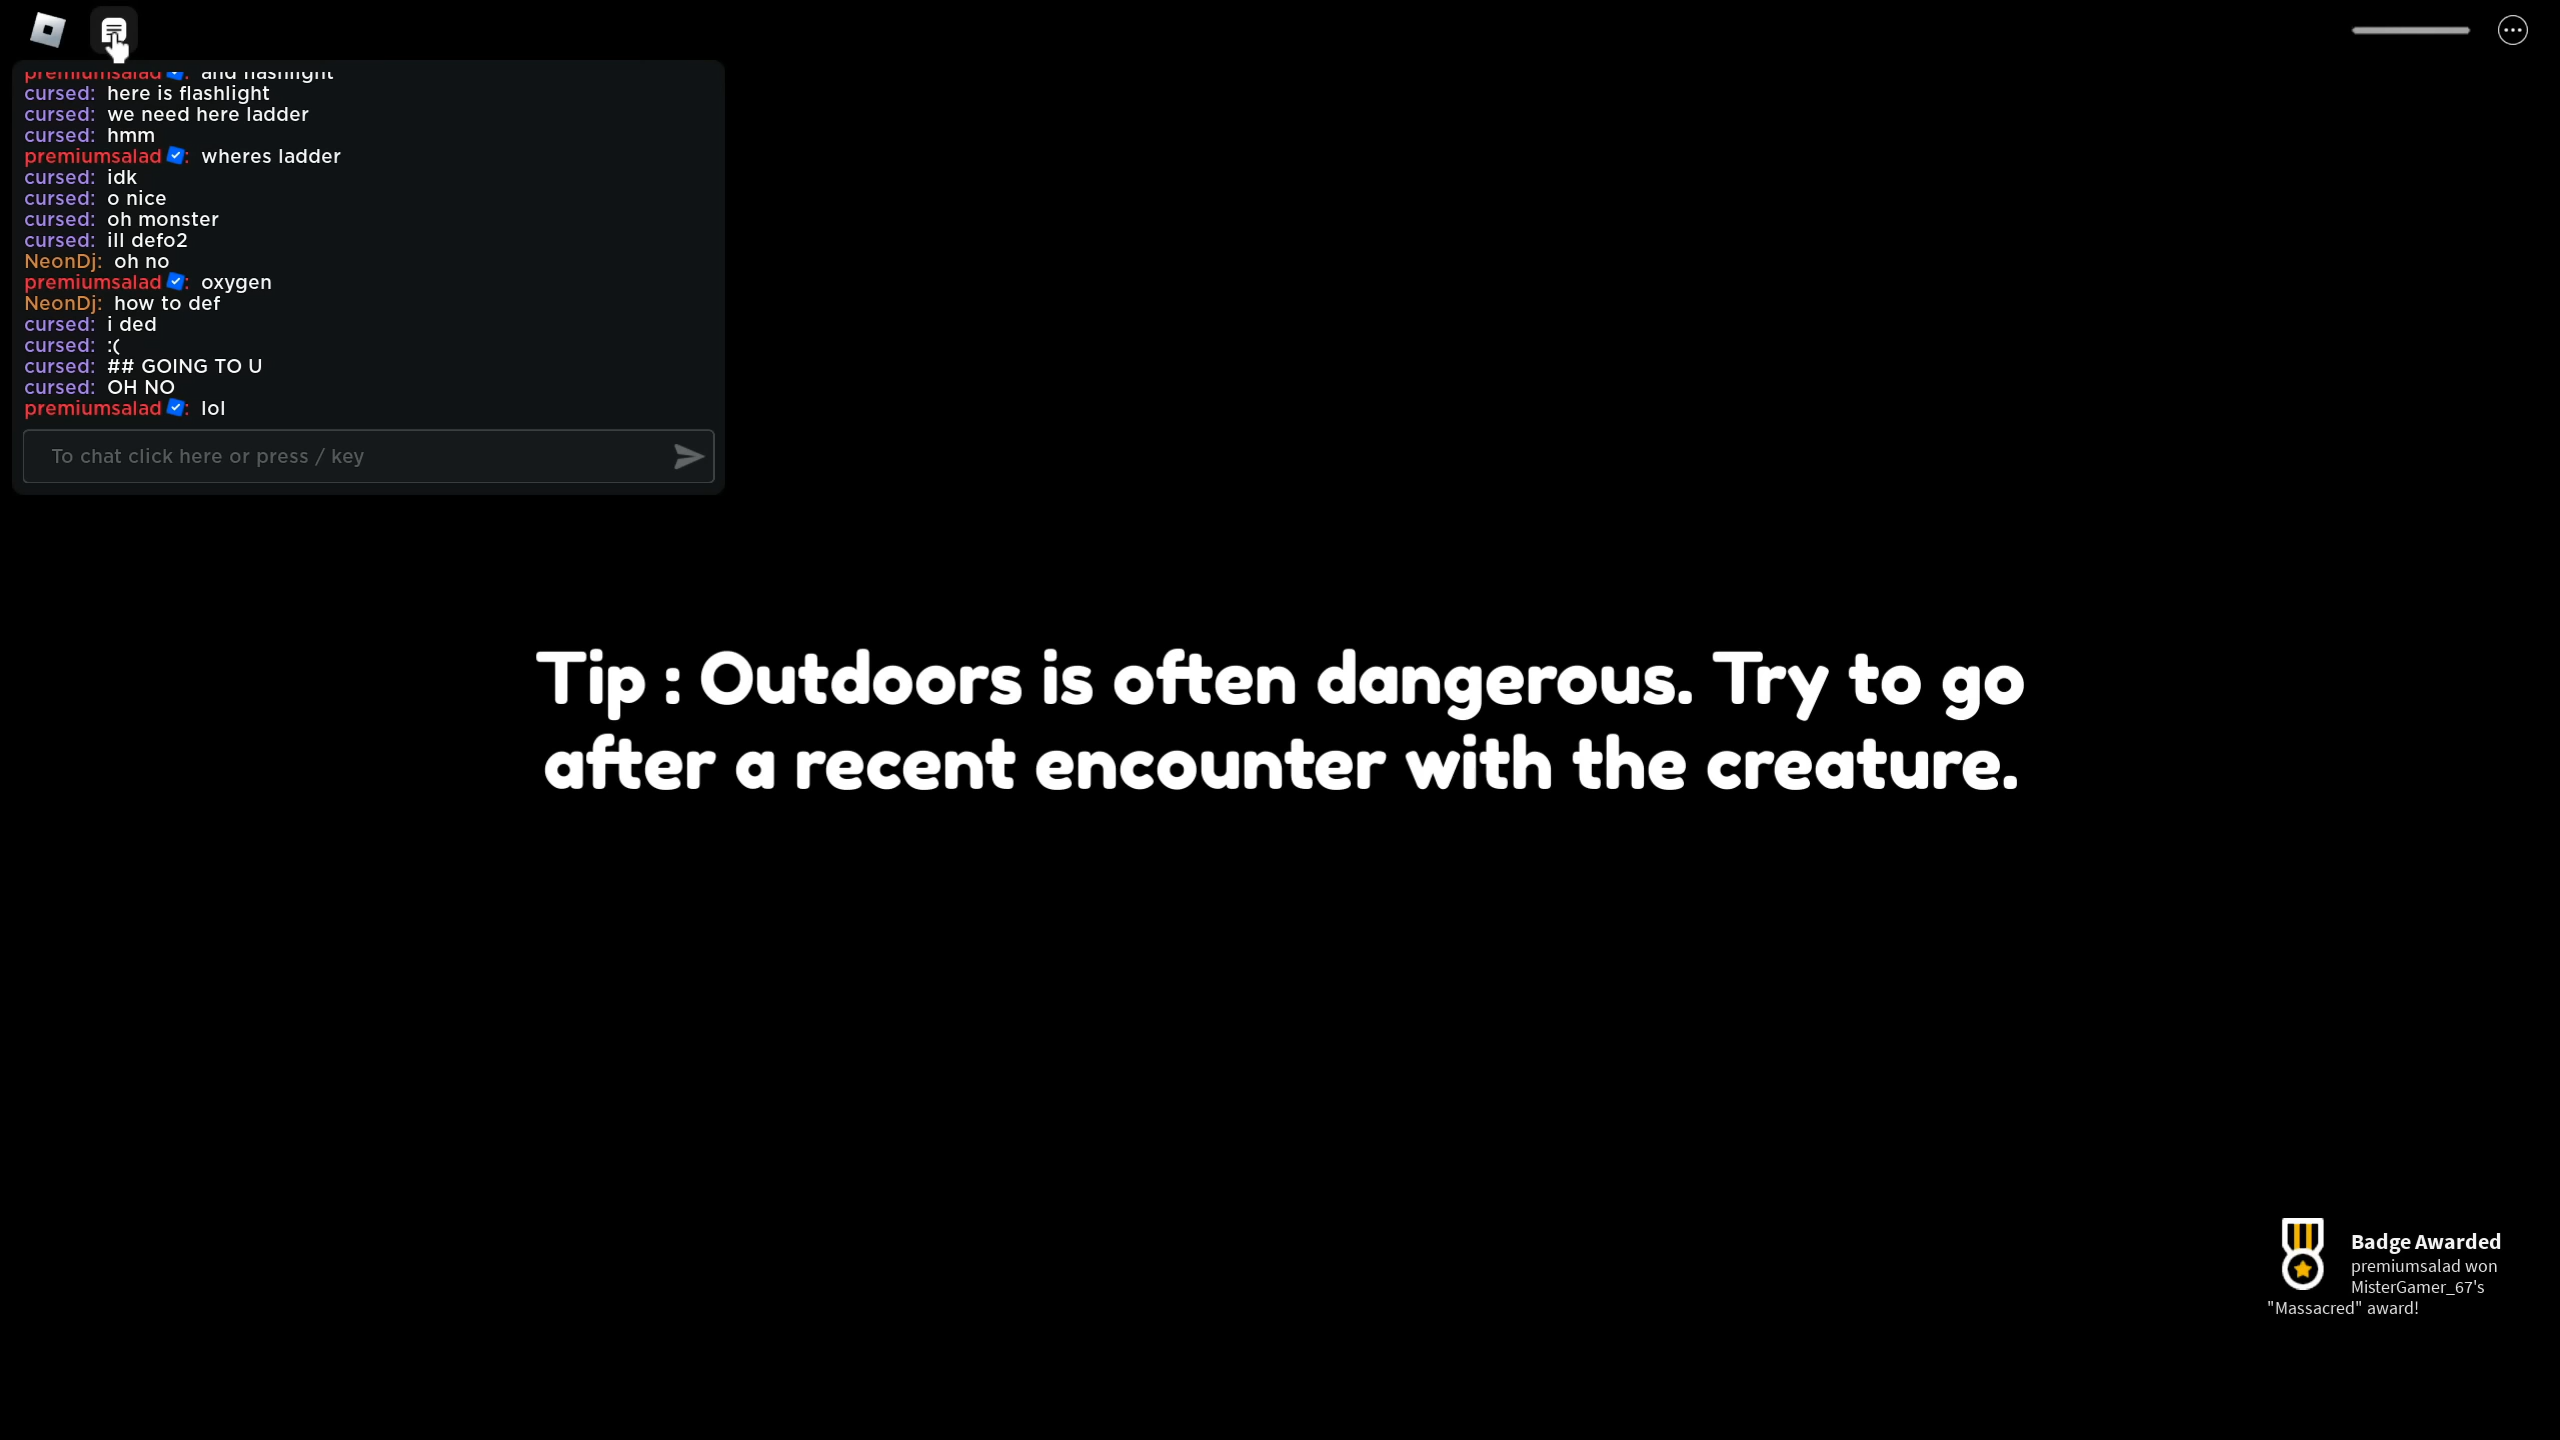 premiumsalad: and flashlight
cursed: here is flashlight
cursed: we need here ladder
cursed: hmm
premiumsalad: wheres ladder
cursed: idk
cursed: o nice
cursed: oh monster
cursed: ill defo2
NeonDj: oh no
premiumsalad: oxygen
NeonDj: how to def
cursed: i ded
cursed: :(
cursed: ## GOING TO U
cursed: OH NO
premiumsalad: lol
To chat click here or press / key
Tip : Outdoors is often dangerous. Try to go
after a recent encounter with the creature.
Badge Awarded
premiumsalad won
MisterGamer_67's
"Massacred" award!